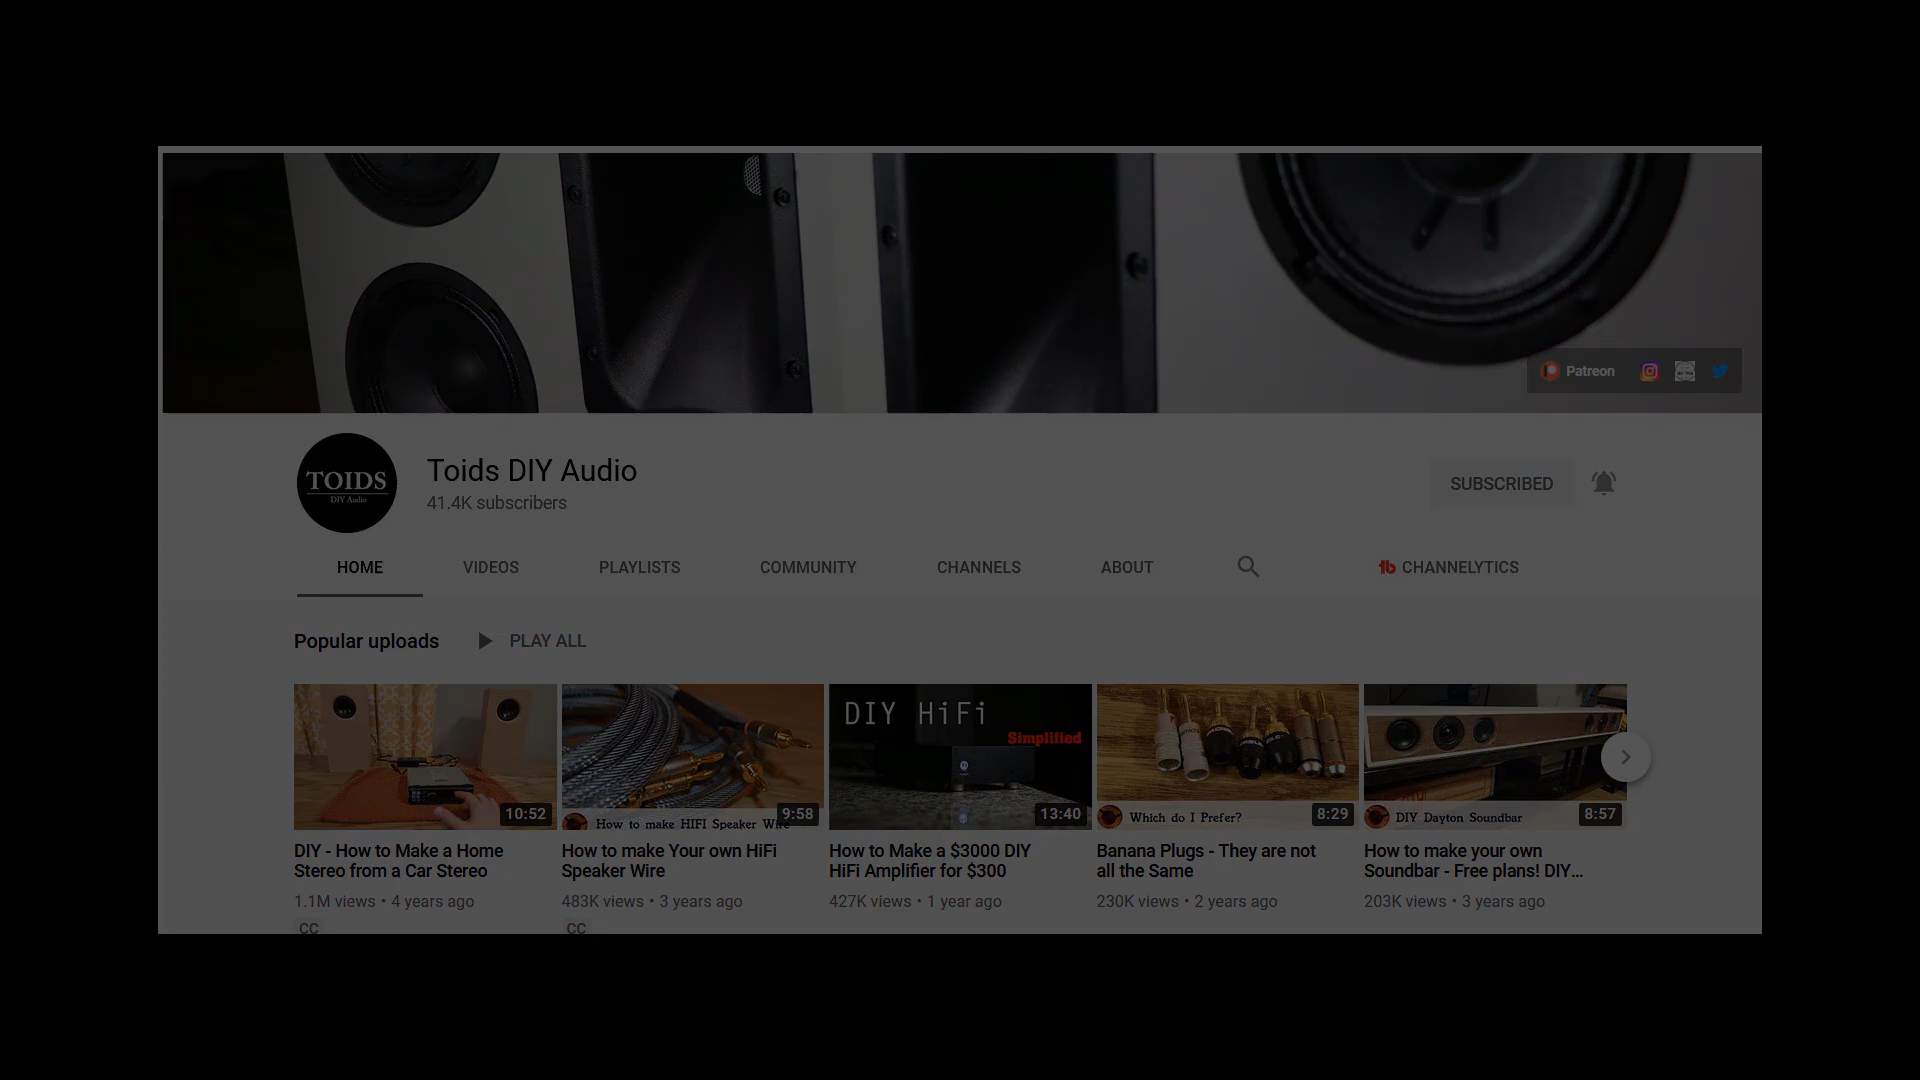 Patreon
TOIDS
DIY Audio
Toids DIY Audio
41.4K subscribers
SUBSCRIBED
HOME VIDEOS PLAYLISTS COMMUNITY CHANNELS ABOUT CHANNELYTICS
Popular uploads PLAY ALL
DIY HiFi
Simplified
10:52
How to make HIFI Speaker Wire
9:58
13:40
Which do I Prefer?
8:29
DIY Dayton Soundbar
8:57
DIY - How to Make a Home
Stereo from a Car Stereo
1.1M views • 4 years ago
CC
How to make Your own HiFi
Speaker Wire
483K views • 3 years ago
CC
How to Make a $3000 DIY
HiFi Amplifier for $300
427K views • 1 year ago
Banana Plugs - They are not
all the Same
230K views • 2 years ago
How to make your own
Soundbar - Free plans! DIY...
203K views • 3 years ago